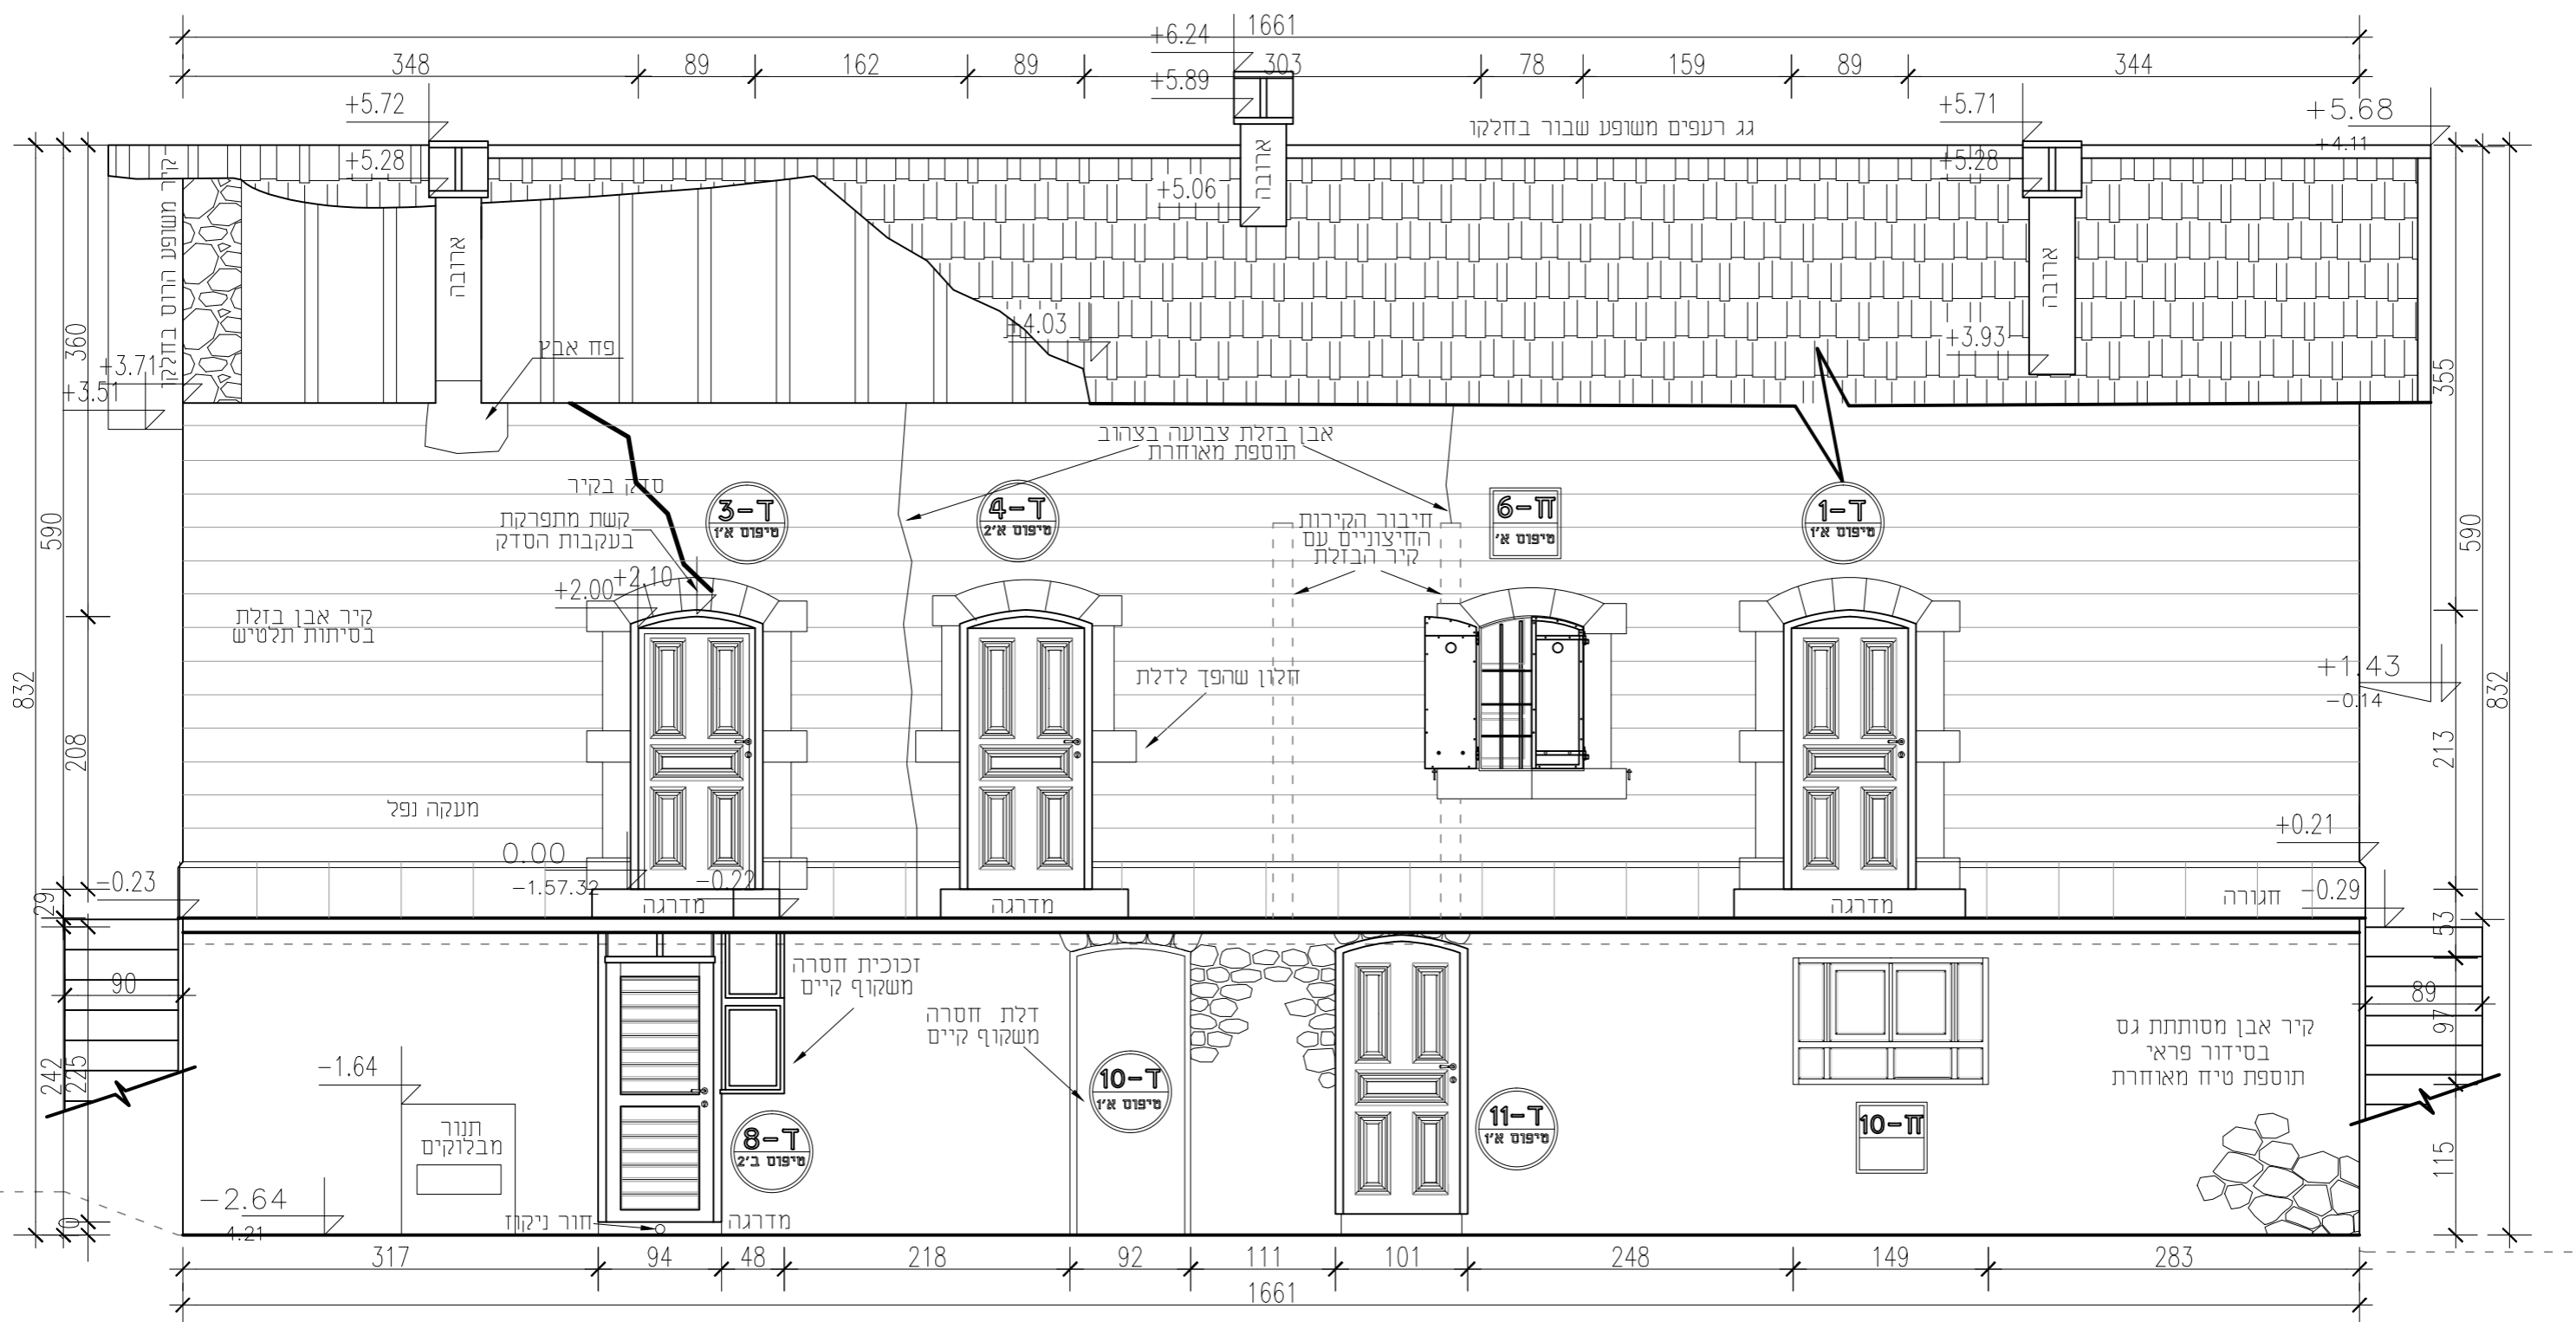 1661
348 89 162 89 303 78 159 89 344
+6.24
+5.89
+5.72
+5.28
+5.06
+5.71
+5.28
+5.68
+4.11
גג רעפים משופע שבור בחלקו
קיר משופע הרוס בחלקו
ארובה
ארובה
ארובה
+4.03
+3.93
+3.71
+3.51
פח אבץ
360
590
832
208
29
242
225
355
590
832
213
53
97
115
אבן בזלת צבועה בצהוב
תוספת מאוחרת
סדק בקיר
קשת מתפרקת
בעקבות הסדק
ד-3
טיפוס א'1
ד-4
טיפוס א'2
חיבור הקירות
החיצוניים עם
קיר הבזלת
ח-6
טיפוס א'
ד-1
טיפוס א'1
+2.10
+2.00
קיר אבן בזלת
בסיתות תלטיש
חלון שהפך לדלת
+1.43
-0.14
מעקה נפל
+0.21
0.00
-1.57.32
-0.22
-0.23
-0.29
חגורה
מדרגה
מדרגה
מדרגה
90
89
זכוכית חסרה
משקוף קיים
דלת חסרה
משקוף קיים
קיר אבן מסותתת גס
בסידור פראי
תוספת טיח מאוחרת
-1.64
תנור
מבלוקים
ד-8
טיפוס ב'2
ד-10
טיפוס א'1
ד-11
טיפוס א'1
ח-10
-2.64
4.21
חור ניקוז
מדרגה
317 94 48 218 92 111 101 248 149 283
1661